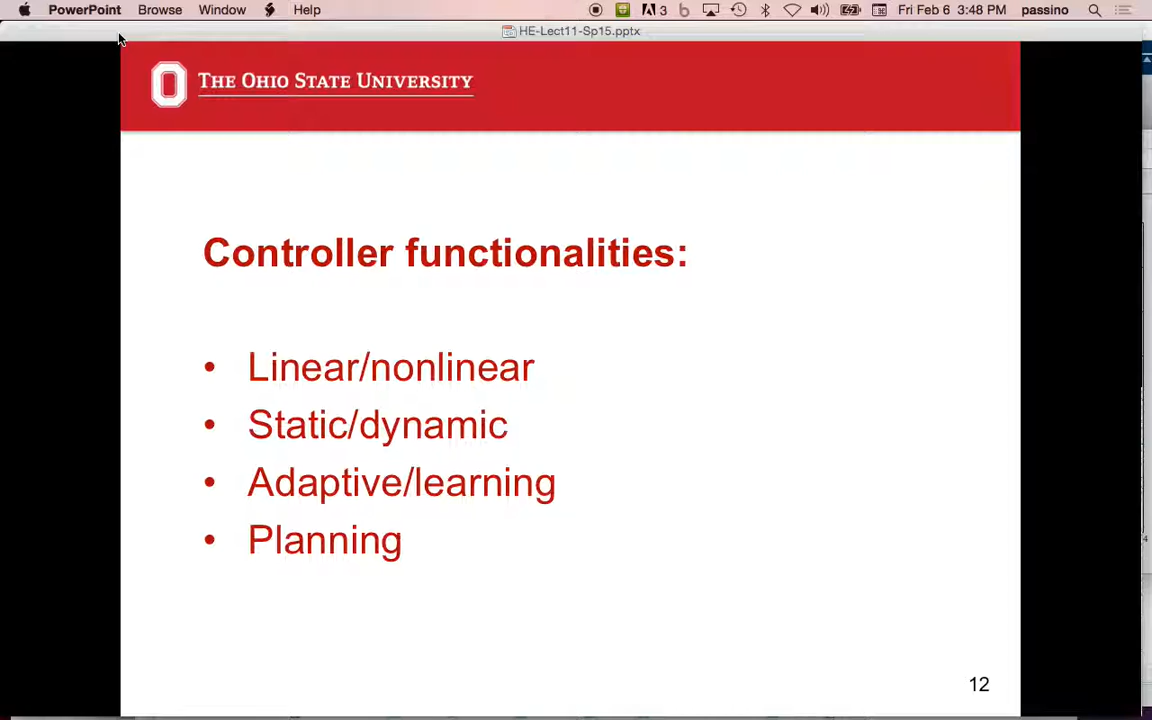 PowerPoint Browse Window Help 3 Fri Feb 6 3:48 PM passino
HE-Lect11-Sp15.pptx
THE OHIO STATE UNIVERSITY
Controller functionalities:
• Linear/nonlinear
• Static/dynamic
• Adaptive/learning
• Planning
12